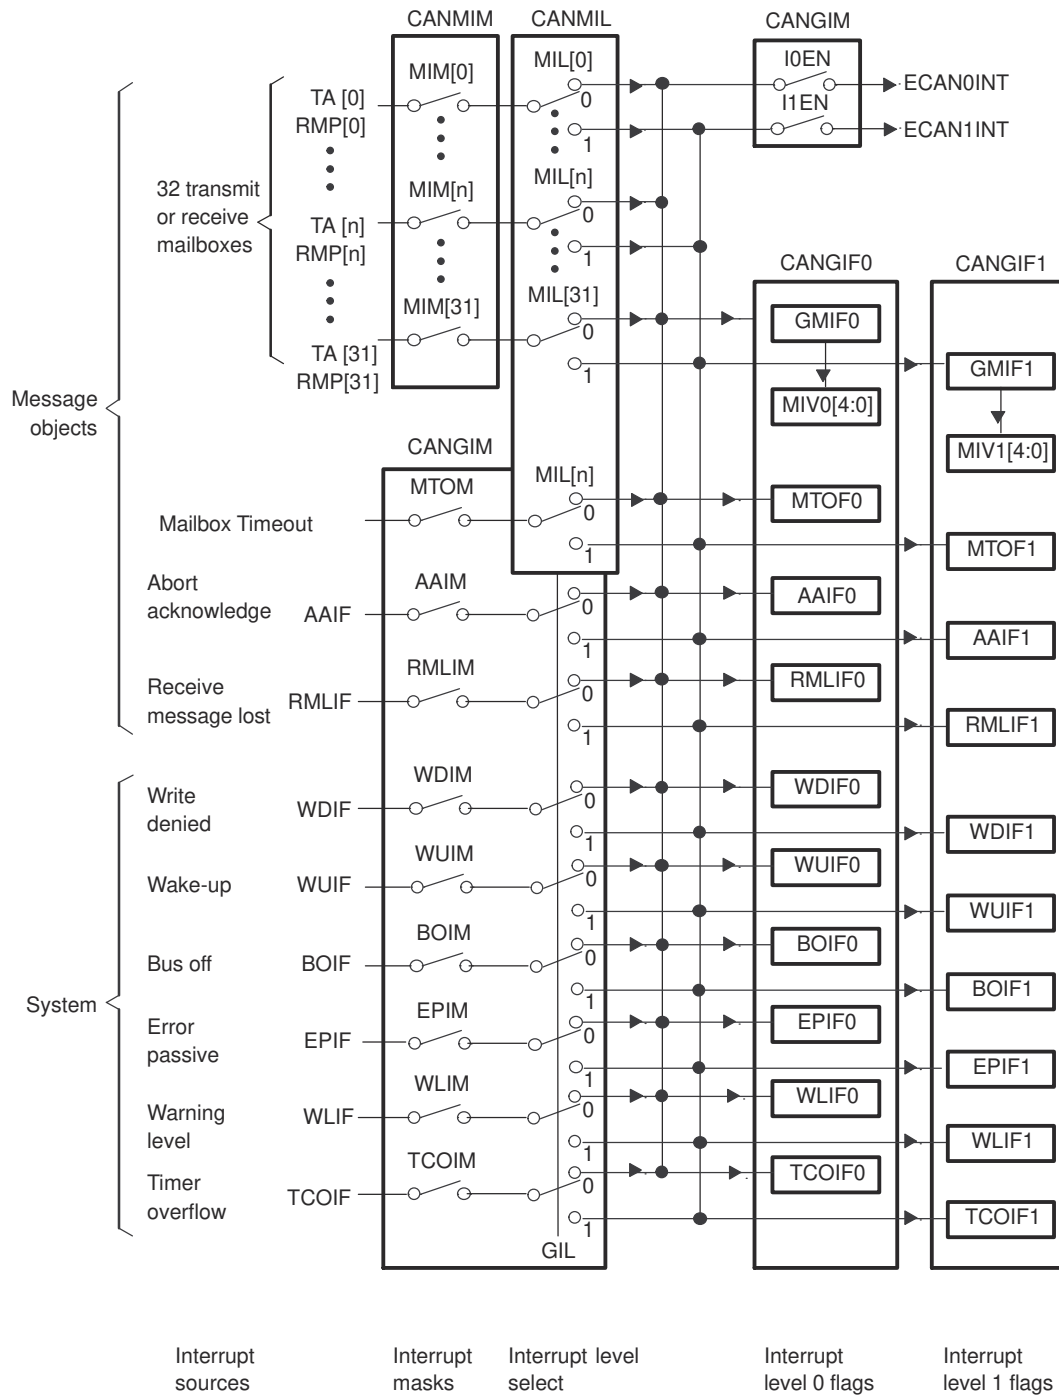 CANMIM
CANMIL
CANGIM
MIM[0]
MIL[0]
I0EN
TA [0]
RMP[0]
0
1
I1EN
ECAN0INT
ECAN1INT
32 transmit
or receive
mailboxes
MIM[n]
MIL[n]
TA [n]
RMP[n]
0
1
CANGIF0
CANGIF1
MIM[31]
MIL[31]
TA [31]
RMP[31]
0
1
GMIF0
GMIF1
MIV0[4:0]
MIV1[4:0]
Message
objects
CANGIM
MTOM
MIL[n]
Mailbox Timeout
0
1
MTOF0
MTOF1
Abort
acknowledge
AAIF
AAIM
0
1
AAIF0
AAIF1
Receive
message lost
RMLIF
RMLIM
0
1
RMLIF0
RMLIF1
Write
denied
WDIF
WDIM
0
1
WDIF0
WDIF1
Wake-up
WUIF
WUIM
0
1
WUIF0
WUIF1
Bus off
BOIF
BOIM
0
1
BOIF0
BOIF1
System
Error
passive
EPIF
EPIM
0
1
EPIF0
EPIF1
Warning
level
WLIF
WLIM
0
1
WLIF0
WLIF1
Timer
overflow
TCOIF
TCOIM
0
1
TCOIF0
TCOIF1
GIL
Interrupt
sources
Interrupt
masks
Interrupt level
select
Interrupt
level 0 flags
Interrupt
level 1 flags